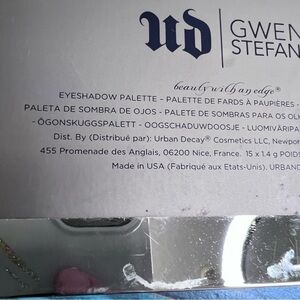 UD | GWEN
STEFAN
beauty with an edge®
EYESHADOW PALETTE - PALETTE DE FARDS À PAUPIÈRES -
PALETA DE SOMBRA DE OJOS - PALETE DE SOMBRAS PARA OS OL
- ÖGONSKUGGSPALETT - OOGSCHADUWDOOSJE - LUOMIVÄRIPA
Dist. By (Distribué par): Urban Decay® Cosmetics LLC, Newpor
455 Promenade des Anglais, 06200 Nice, France. 15 x 1.4 g POIDS
Made in USA (Fabriqué aux Etats-Unis). URBAND